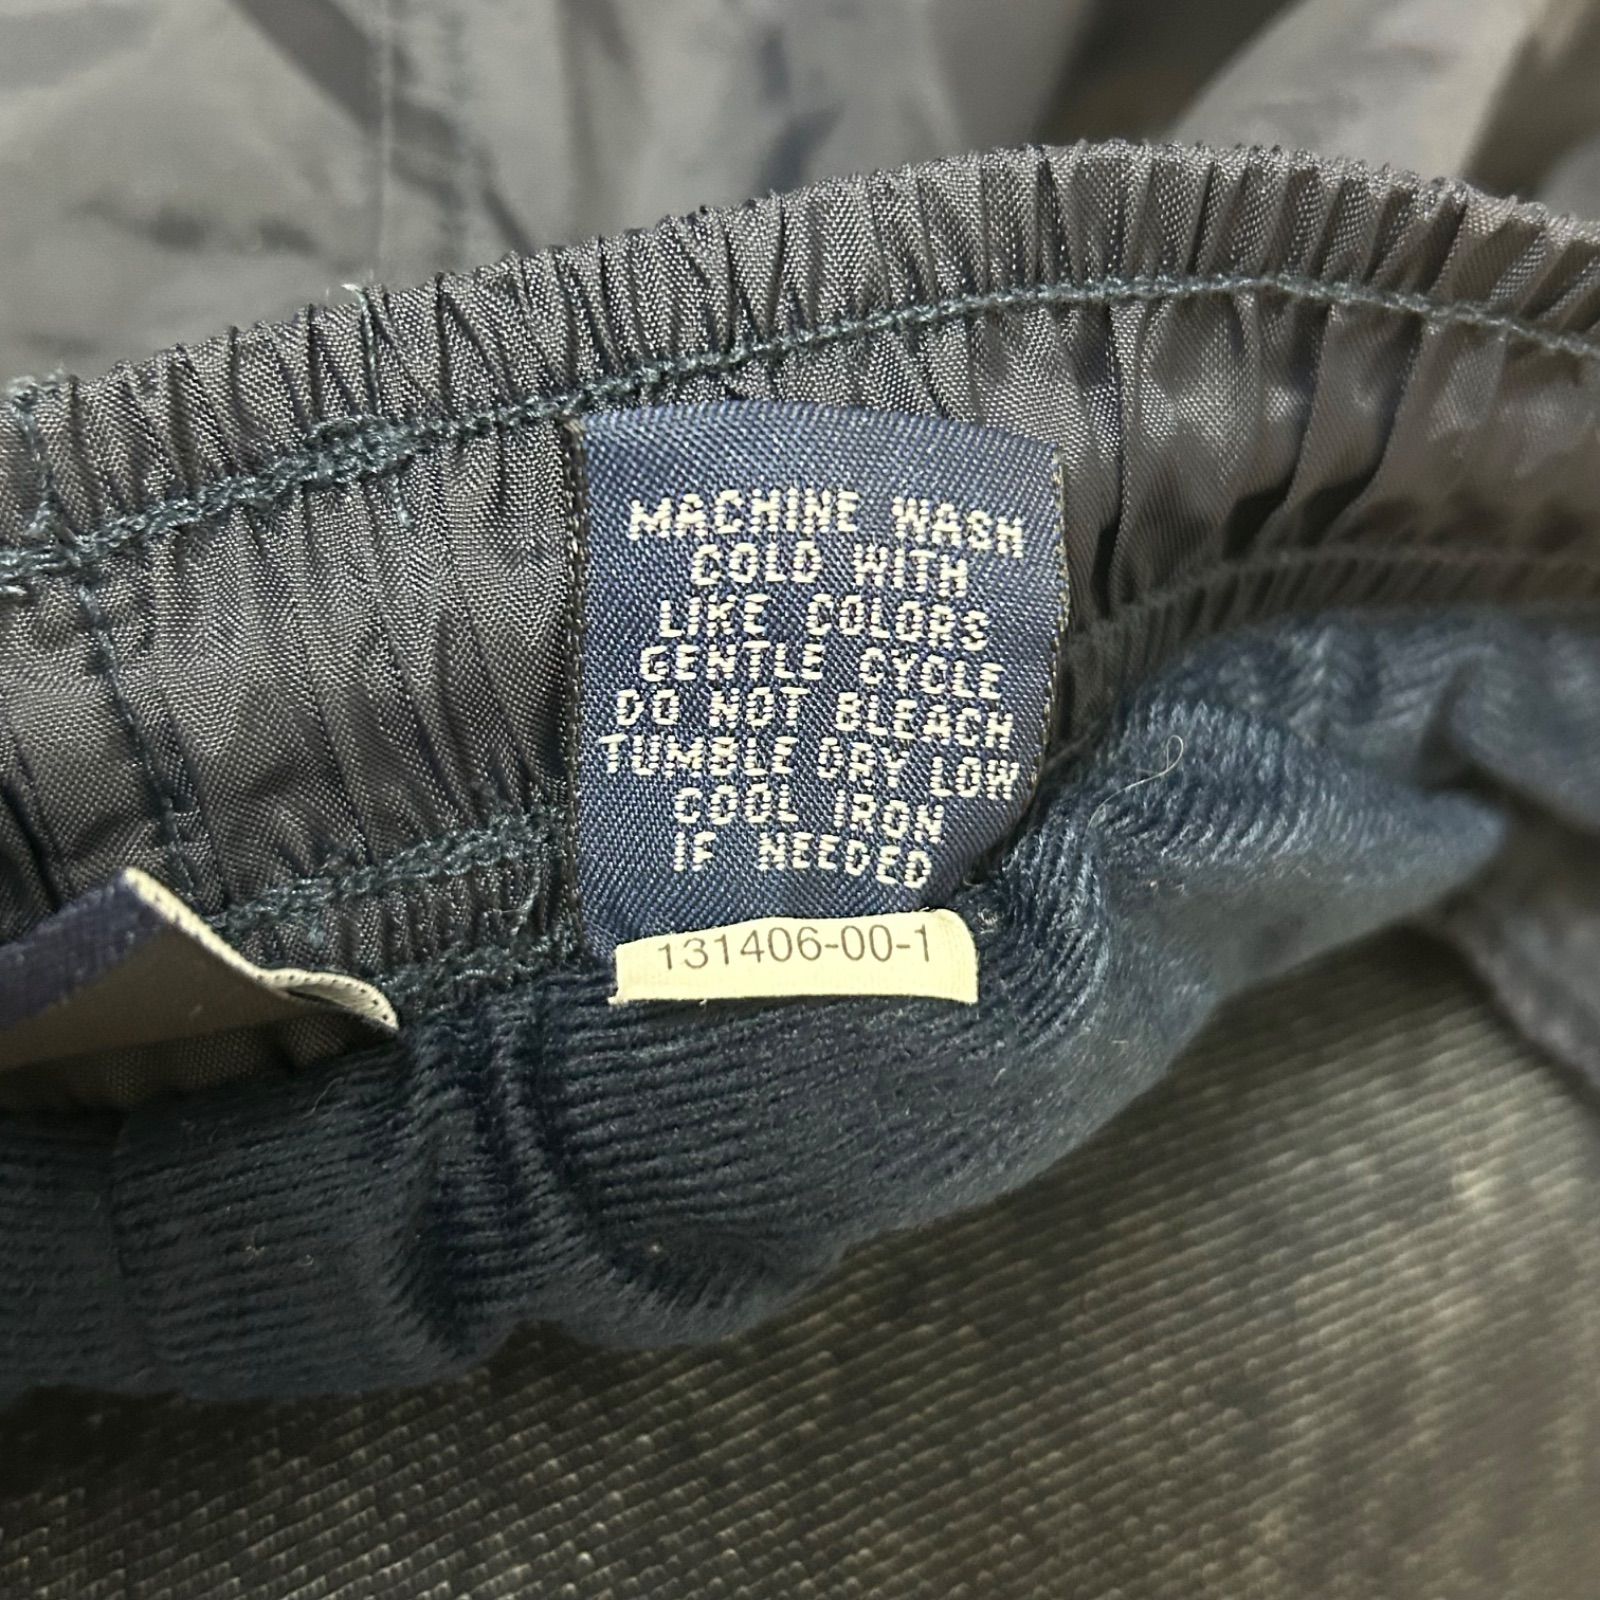 MACHINE WASH
COLD WITH
LIKE COLORS
GENTLE CYCLE
DO NOT BLEACH
TUMBLE DRY LOW
COOL IRON
IF NEEDED
131406-00-1